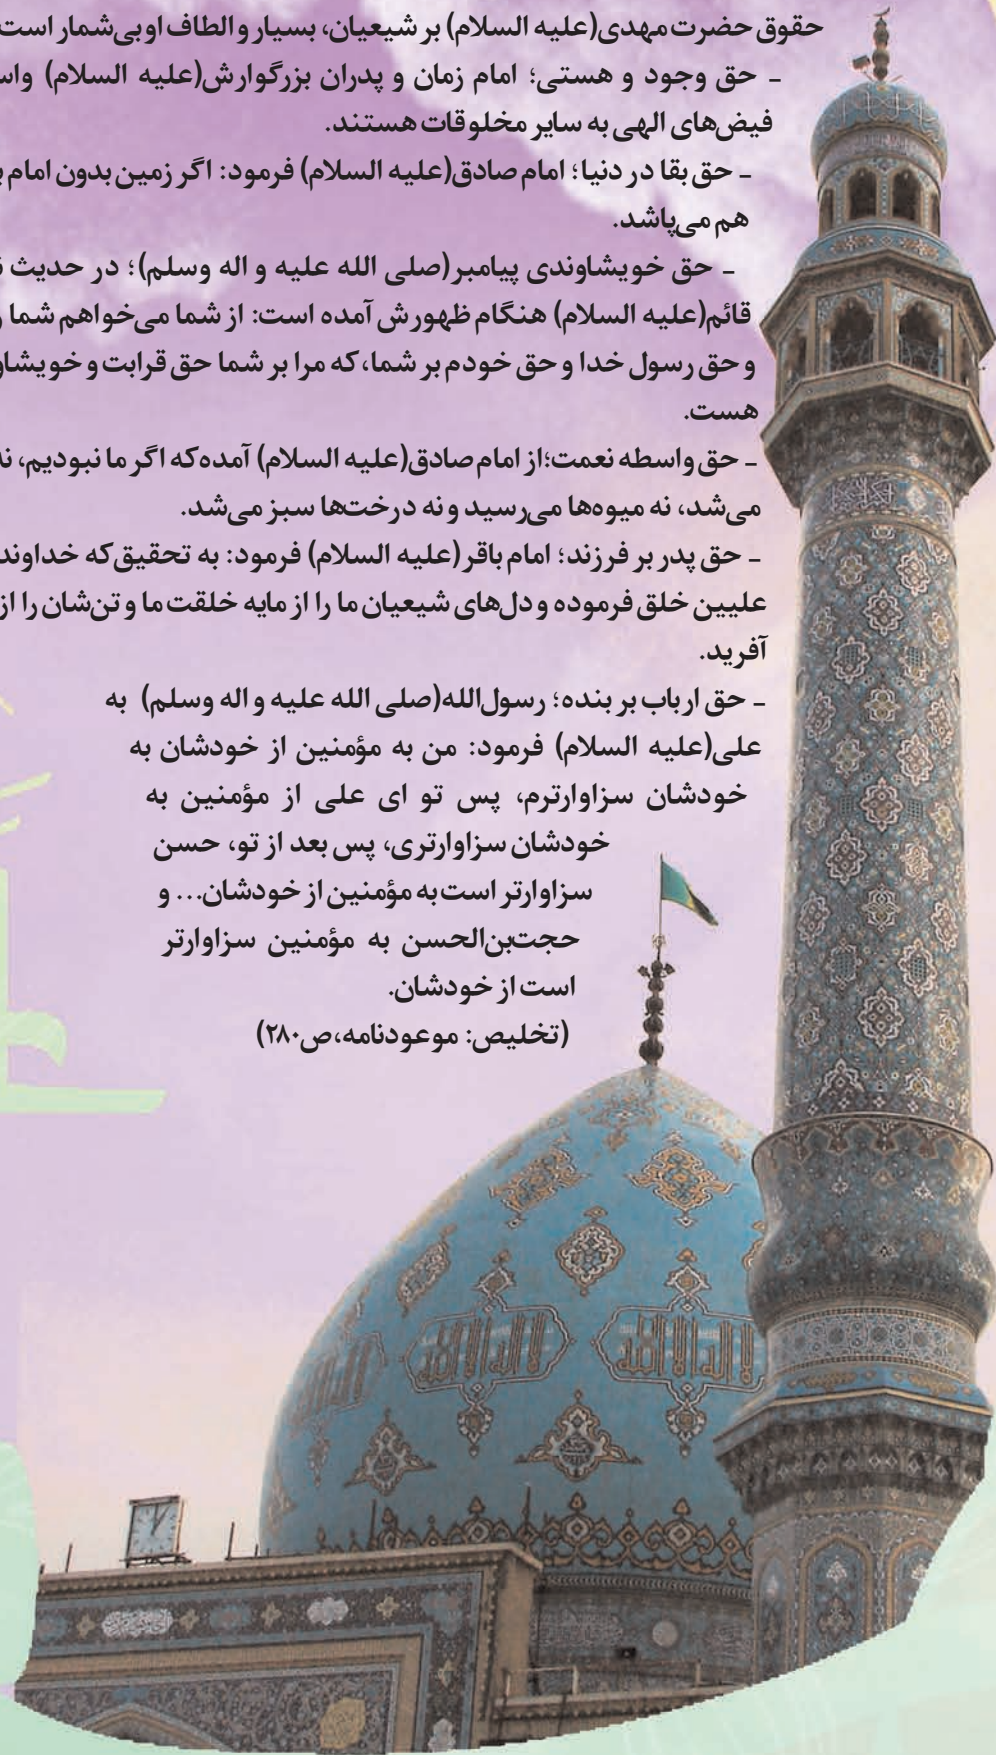 حقوق حضرت مهدی(علیه السلام) بر شیعیان، بسیار و الطاف او بی‌شمار است
- حق وجود و هستی؛ امام زمان و پدران بزرگوارش(علیه السلام)
فیض‌های الهی به سایر مخلوقات هستند.
- حق بقا در دنیا؛ امام صادق(علیه السلام) فرمود: اگر زمین بدون امام
هم می‌پاشد.
- حق خویشاوندی پیامبر(صلی الله علیه و اله وسلم)؛ در حدیث
قائم(علیه السلام) هنگام ظهورش آمده است: از شما می‌خواهم شما
و حق رسول خدا و حق خودم بر شما، که مرا بر شما حق قرابت و
هست.
- حق واسطه نعمت؛از امام صادق(علیه السلام) آمده که اگر ما نبودیم،
می‌شد، نه میوه‌ها می‌رسید و نه درخت‌ها سبز می‌شد.
- حق پدر بر فرزند؛ امام باقر(علیه السلام) فرمود: به تحقیق که خداوند
علیین خلق فرموده و دل‌های شیعیان ما را از مایه خلقت ما و تن‌شان را از
آفرید.
- حق ارباب بر بنده؛ رسول‌الله(صلی الله علیه و اله وسلم) به
علی(علیه السلام) فرمود: من به مؤمنین از خودشان به
خودشان سزاوارترم، پس تو ای علی از مؤمنین به
خودشان سزاوارتری، پس بعد از تو، حسن
سزاوارتر است به مؤمنین از خودشان... و
حجت‌بن‌الحسن به مؤمنین سزاوارتر
است از خودشان.
(تخلیص: موعودنامه،ص۲۸۰)